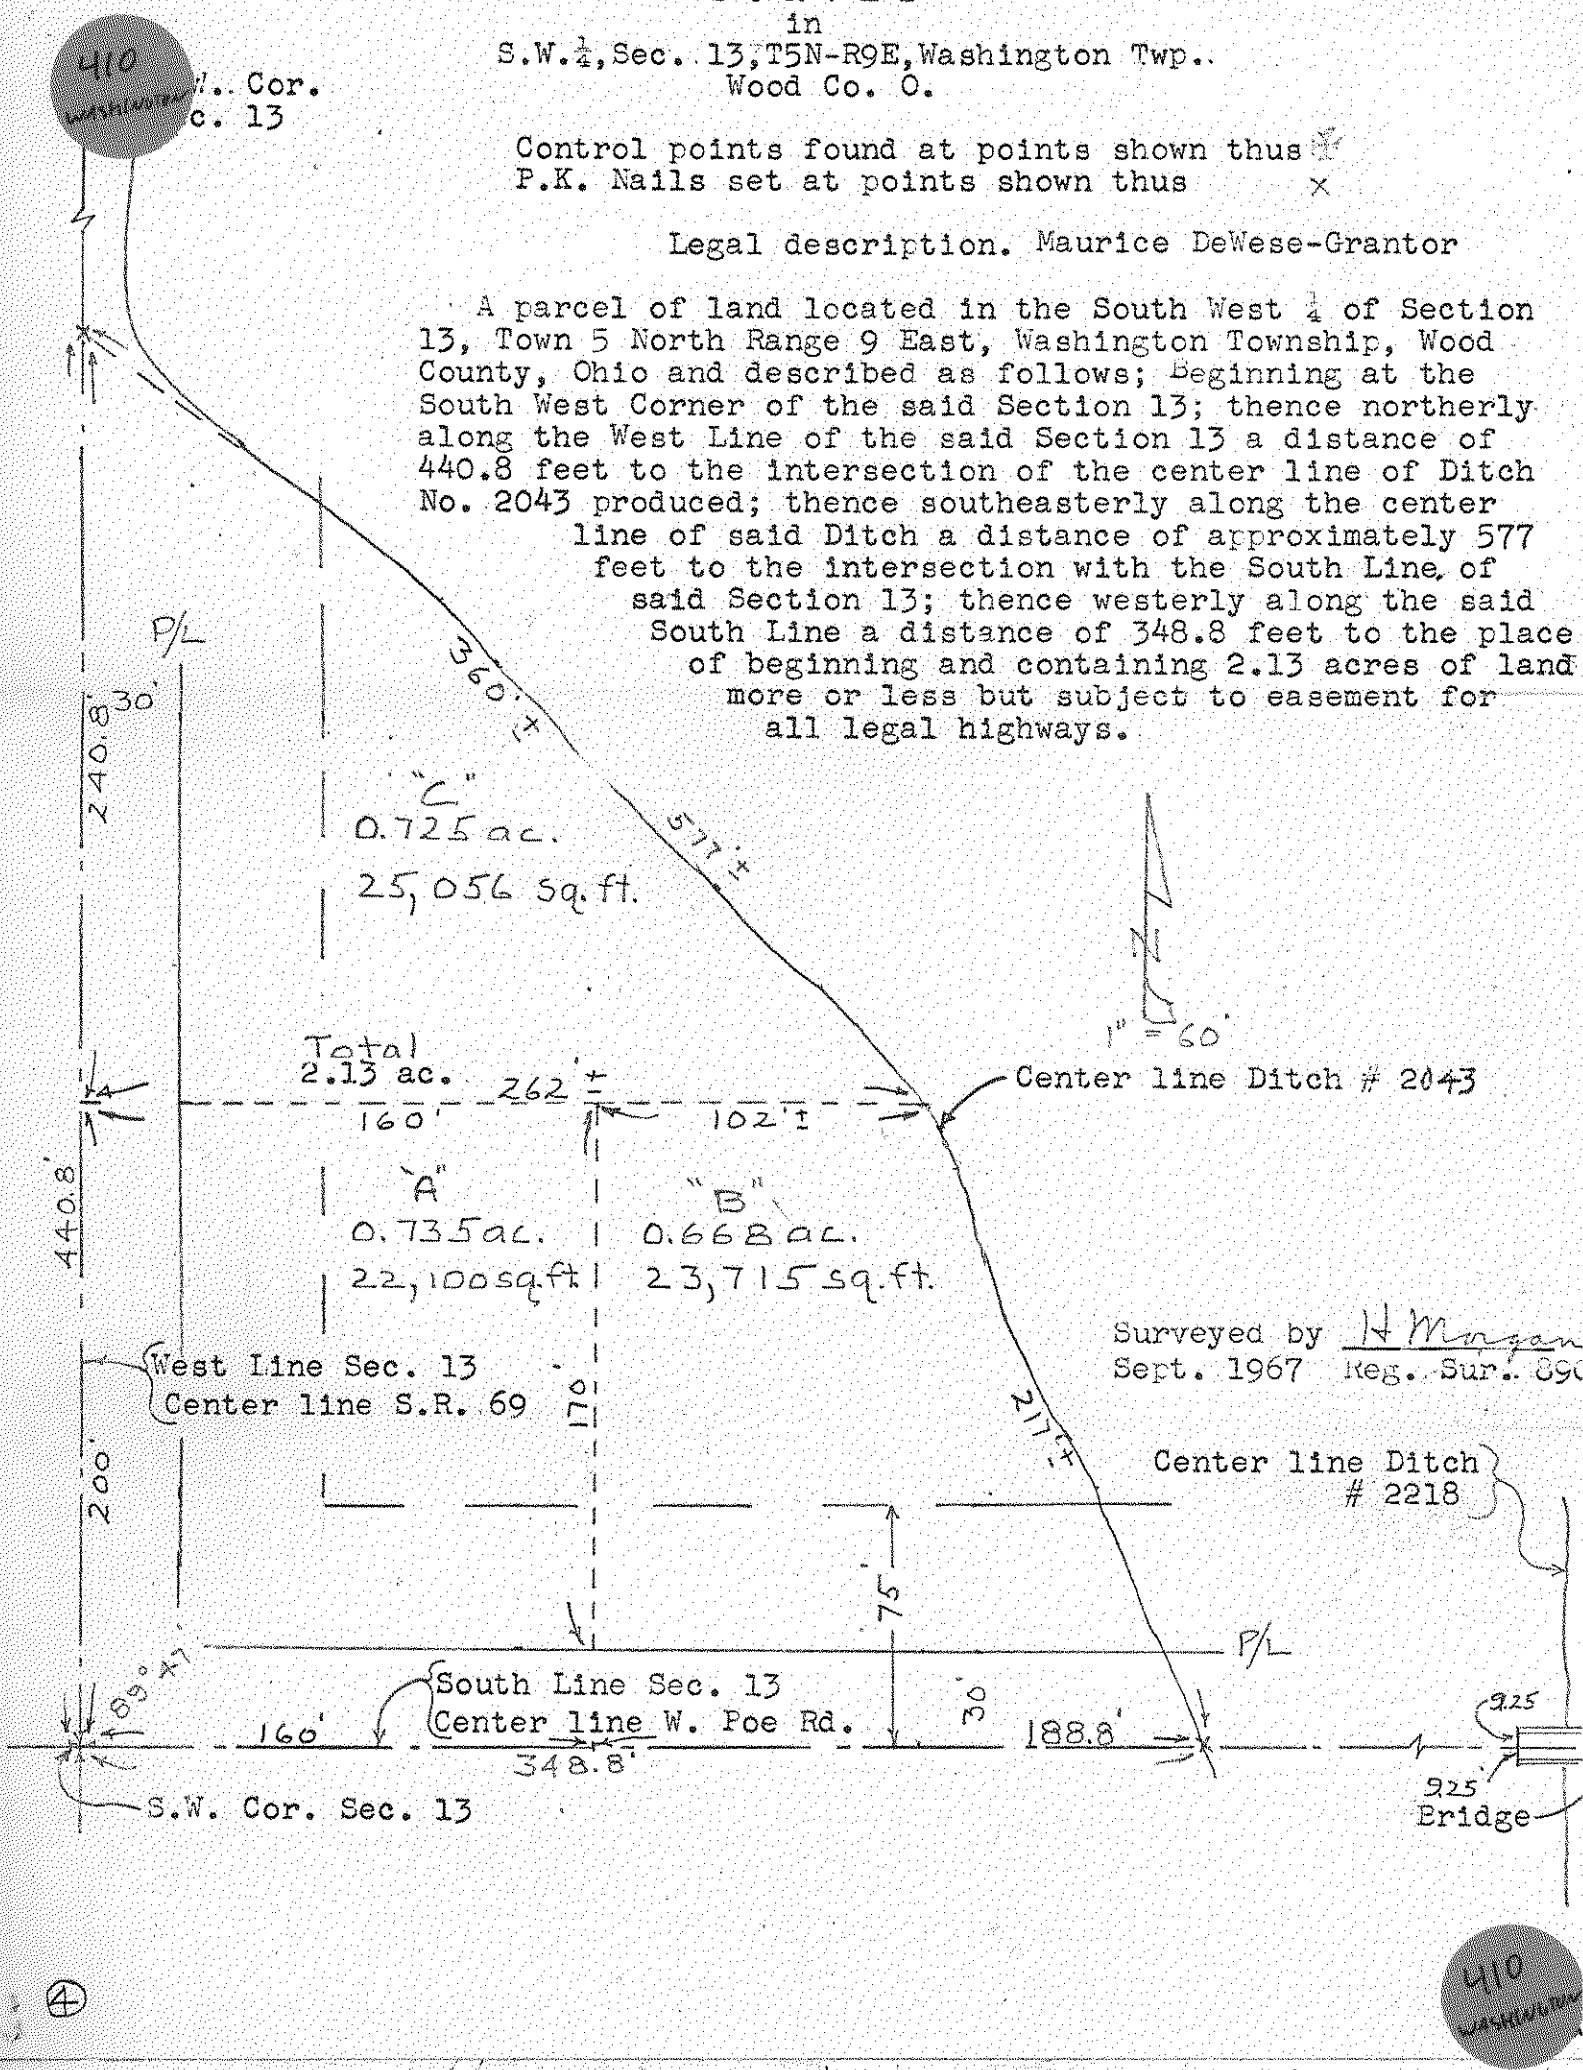 in
S.W.¼,Sec. 13,T5N-R9E,Washington Twp..
Wood Co. O.
410
WASHINGTON
W. Cor.
c. 13
Control points found at points shown thus
P.K. Nails set at points shown thus x
Legal description. Maurice DeWese-Grantor
A parcel of land located in the South West ¼ of Section
13, Town 5 North Range 9 East, Washington Township, Wood
County, Ohio and described as follows; Beginning at the
South West Corner of the said Section 13; thence northerly
along the West Line of the said Section 13 a distance of
440.8 feet to the intersection of the center line of Ditch
No. 2043 produced; thence southeasterly along the center
line of said Ditch a distance of approximately 577
feet to the intersection with the South Line of
said Section 13; thence westerly along the said
South Line a distance of 348.8 feet to the place
of beginning and containing 2.13 acres of land
more or less but subject to easement for
all legal highways.
P/L
30'
240.8'
360'±
577'±
"C"
0.725 ac.
25,056 sq.ft.
N
1" = 60'
Total
2.13 ac.
262'±
160'
102'±
Center line Ditch # 2043
440.8'
"A"
0.735 ac.
22,100 sq.ft
"B"
0.668 ac.
23,715 sq.ft.
Surveyed by H Morgan
Sept. 1967 Reg. Sur.
West Line Sec. 13
Center line S.R. 69
170'
217'±
200'
Center line Ditch
# 2218
75'
P/L
89° 47'
South Line Sec. 13
Center line W. Poe Rd.
30'
160'
188.8'
348.8'
9.25
9.25'
Bridge
S.W. Cor. Sec. 13
4
410
WASHINGTON